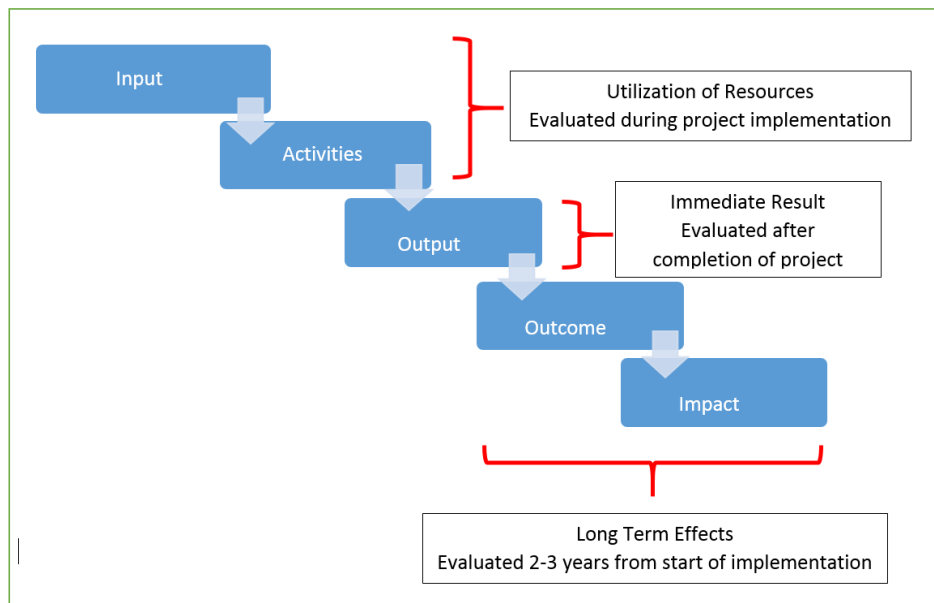 Input
Utilization of Resources
Evaluated during project implementation
Activities
Immediate Result
Evaluated after
completion of project
Output
Outcome
Impact
Long Term Effects
Evaluated 2-3 years from start of implementation